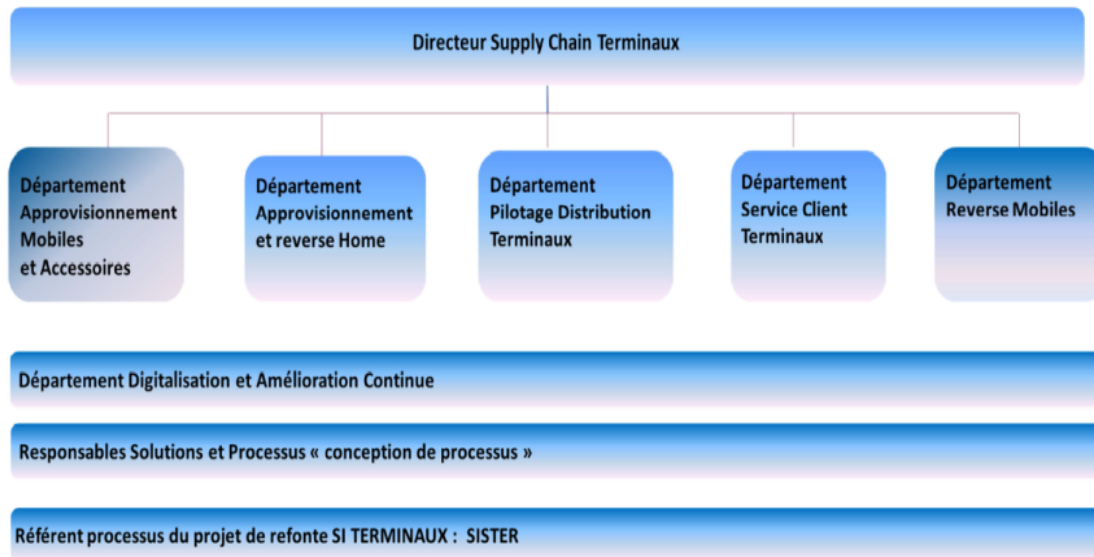 Directeur Supply Chain Terminaux
Département
Approvisionnement
Mobiles
et Accessoires
Département
Approvisionnement
et reverse Home
Département
Pilotage Distribution
Terminaux
Département
Service Client
Terminaux
Département
Reverse Mobiles
Département Digitalisation et Amélioration Continue
Responsables Solutions et Processus « conception de processus »
Référent processus du projet de refonte SI TERMINAUX : SISTER